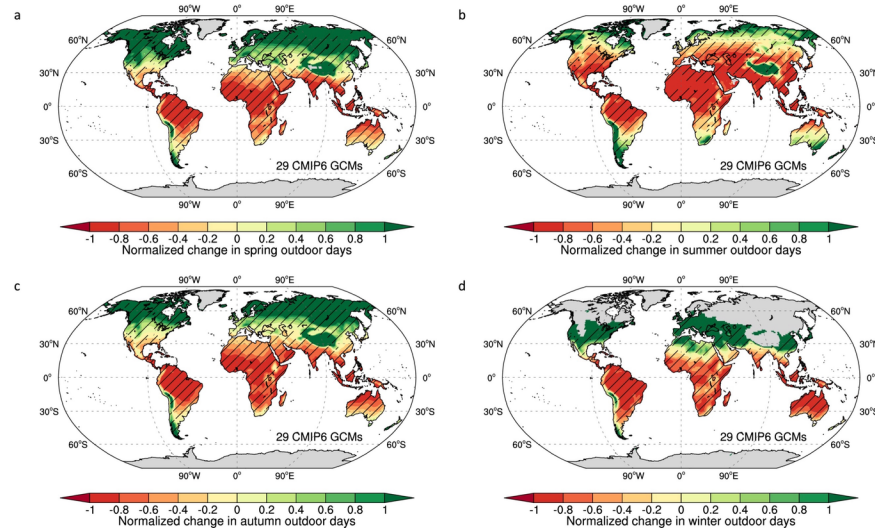 a
90°W 0° 90°E
60°N 60°N
30°N 30°N
0° 0°
30°S 30°S
29 CMIP6 GCMs
60°S 60°S
90°W 0° 90°E
-1 -0.8 -0.6 -0.4 -0.2 0 0.2 0.4 0.6 0.8 1
Normalized change in spring outdoor days
b
90°W 0° 90°E
60°N 60°N
30°N 30°N
0° 0°
30°S 30°S
29 CMIP6 GCMs
60°S 60°S
90°W 0° 90°E
-1 -0.8 -0.6 -0.4 -0.2 0 0.2 0.4 0.6 0.8 1
Normalized change in summer outdoor days
c
90°W 0° 90°E
60°N 60°N
30°N 30°N
0° 0°
30°S 30°S
29 CMIP6 GCMs
60°S 60°S
90°W 0° 90°E
-1 -0.8 -0.6 -0.4 -0.2 0 0.2 0.4 0.6 0.8 1
Normalized change in autumn outdoor days
d
90°W 0° 90°E
60°N 60°N
30°N 30°N
0° 0°
30°S 30°S
29 CMIP6 GCMs
60°S 60°S
90°W 0° 90°E
-1 -0.8 -0.6 -0.4 -0.2 0 0.2 0.4 0.6 0.8 1
Normalized change in winter outdoor days